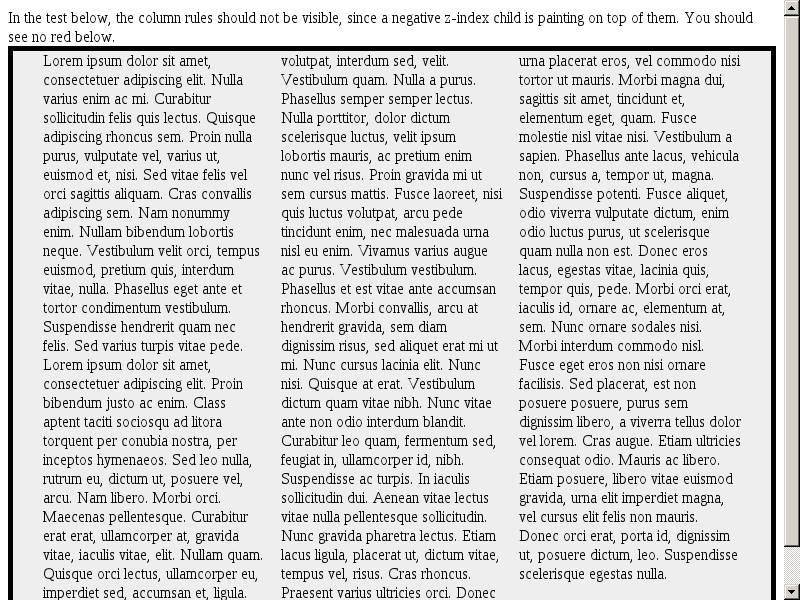 In the test below, the column rules should not be visible, since a negative z-index child is painting on top of them. You should
see no red below.
Lorem ipsum dolor sit amet,
consectetuer adipiscing elit. Nulla
varius enim ac mi. Curabitur
sollicitudin felis quis lectus. Quisque
adipiscing rhoncus sem. Proin nulla
purus, vulputate vel, varius ut,
euismod et, nisi. Sed vitae felis vel
orci sagittis aliquam. Cras convallis
adipiscing sem. Nam nonummy
enim. Nullam bibendum lobortis
neque. Vestibulum velit orci, tempus
euismod, pretium quis, interdum
vitae, nulla. Phasellus eget ante et
tortor condimentum vestibulum.
Suspendisse hendrerit quam nec
felis. Sed varius turpis vitae pede.
Lorem ipsum dolor sit amet,
consectetuer adipiscing elit. Proin
bibendum justo ac enim. Class
aptent taciti sociosqu ad litora
torquent per conubia nostra, per
inceptos hymenaeos. Sed leo nulla,
rutrum eu, dictum ut, posuere vel,
arcu. Nam libero. Morbi orci.
Maecenas pellentesque. Curabitur
erat erat, ullamcorper at, gravida
vitae, iaculis vitae, elit. Nullam quam.
Quisque orci lectus, ullamcorper eu,
imperdiet sed, accumsan et, ligula.
volutpat, interdum sed, velit.
Vestibulum quam. Nulla a purus.
Phasellus semper semper lectus.
Nulla porttitor, dolor dictum
scelerisque luctus, velit ipsum
lobortis mauris, ac pretium enim
nunc vel risus. Proin gravida mi ut
sem cursus mattis. Fusce laoreet, nisi
quis luctus volutpat, arcu pede
tincidunt enim, nec malesuada urna
nisl eu enim. Vivamus varius augue
ac purus. Vestibulum vestibulum.
Phasellus et est vitae ante accumsan
rhoncus. Morbi convallis, arcu at
hendrerit gravida, sem diam
dignissim risus, sed aliquet erat mi ut
mi. Nunc cursus lacinia elit. Nunc
nisi. Quisque at erat. Vestibulum
dictum quam vitae nibh. Nunc vitae
ante non odio interdum blandit.
Curabitur leo quam, fermentum sed,
feugiat in, ullamcorper id, nibh.
Suspendisse ac turpis. In iaculis
sollicitudin dui. Aenean vitae lectus
vitae nulla pellentesque sollicitudin.
Nunc gravida pharetra lectus. Etiam
lacus ligula, placerat ut, dictum vitae,
tempus vel, risus. Cras rhoncus.
Praesent varius ultricies orci. Donec
urna placerat eros, vel commodo nisi
tortor ut mauris. Morbi magna dui,
sagittis sit amet, tincidunt et,
elementum eget, quam. Fusce
molestie nisl vitae nisi. Vestibulum a
sapien. Phasellus ante lacus, vehicula
non, cursus a, tempor ut, magna.
Suspendisse potenti. Fusce aliquet,
odio viverra vulputate dictum, enim
odio luctus purus, ut scelerisque
quam nulla non est. Donec eros
lacus, egestas vitae, lacinia quis,
tempor quis, pede. Morbi orci erat,
iaculis id, ornare ac, elementum at,
sem. Nunc ornare sodales nisi.
Morbi interdum commodo nisl.
Fusce eget eros non nisi ornare
facilisis. Sed placerat, est non
posuere posuere, purus sem
dignissim libero, a viverra tellus dolor
vel lorem. Cras augue. Etiam ultricies
consequat odio. Mauris ac libero.
Etiam posuere, libero vitae euismod
gravida, urna elit imperdiet magna,
vel cursus elit felis non mauris.
Donec orci erat, porta id, dignissim
ut, posuere dictum, leo. Suspendisse
scelerisque egestas nulla.